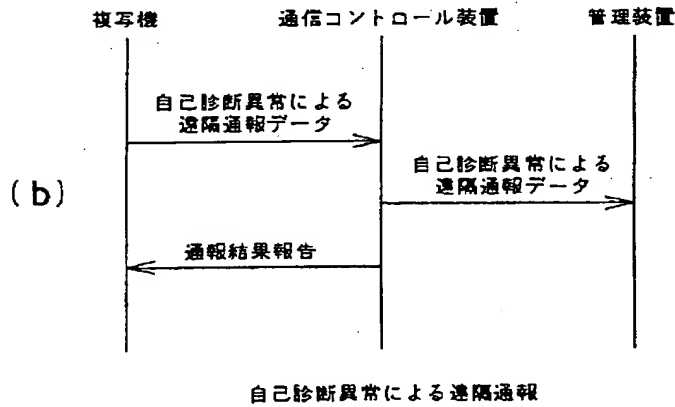 複写機 通信コントロール装置 管理装置
自己診断異常による
遠隔通報データ
自己診断異常による
遠隔通報データ
(b)
通報結果報告
自己診断異常による遠隔通報